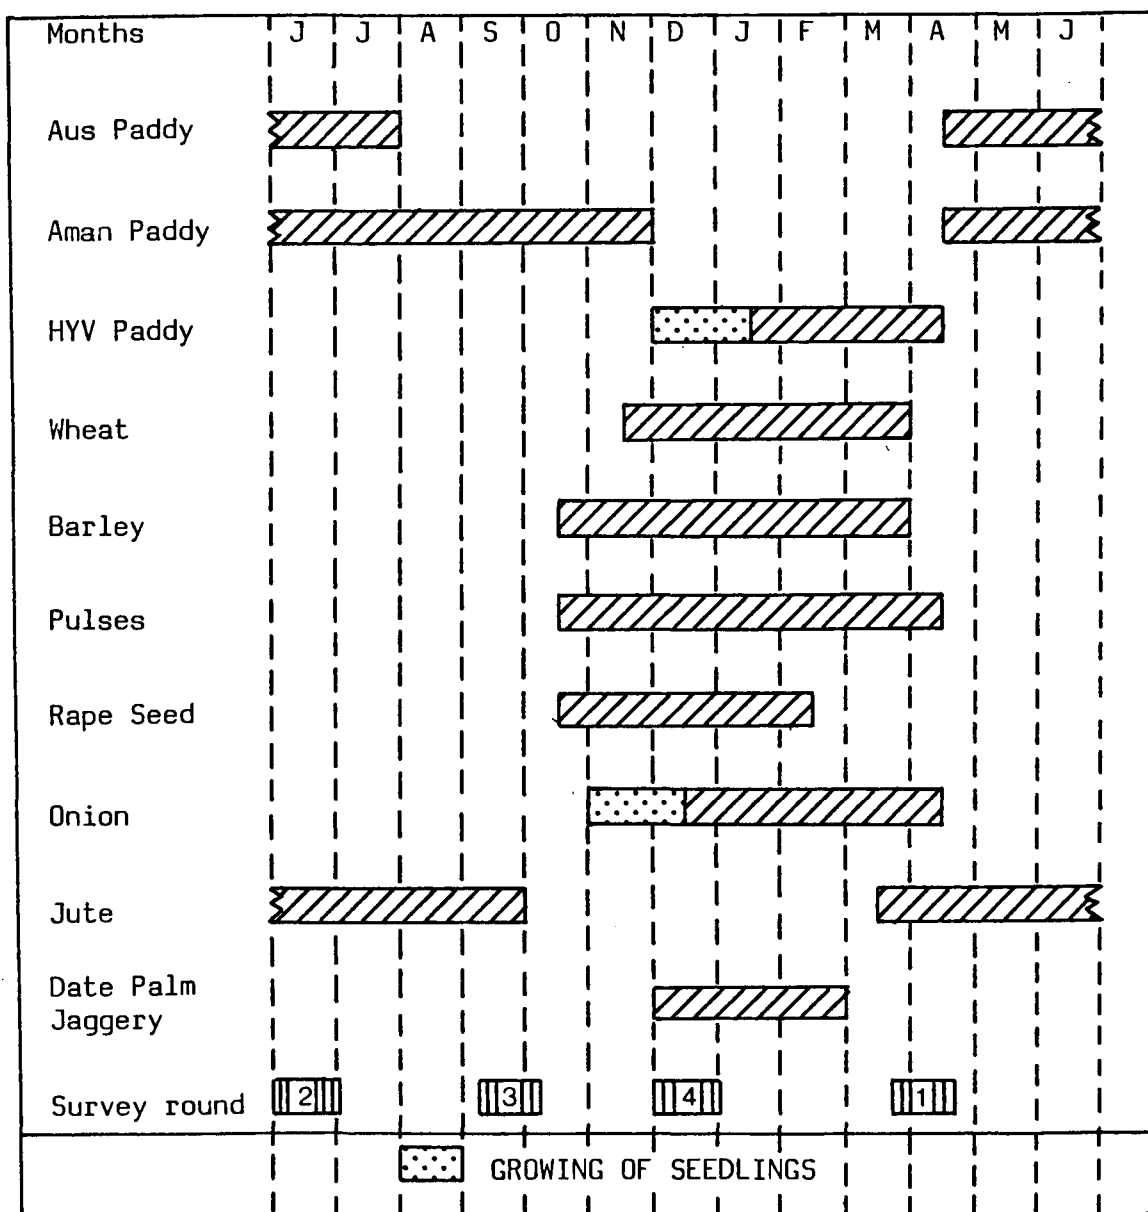 Months J J A S O N D J F M A M J
Aus Paddy
Aman Paddy
HYV Paddy
Wheat
Barley
Pulses
Rape Seed
Onion
Jute
Date Palm
Jaggery
Survey round 2 3 4 1
GROWING OF SEEDLINGS